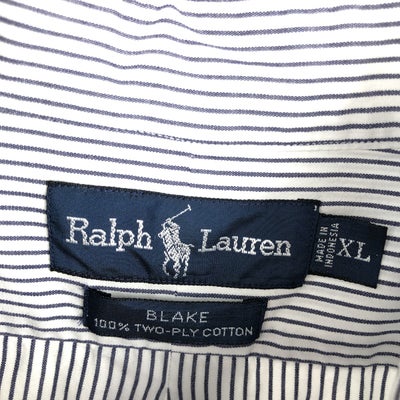 Ralph Lauren
MADE IN
INDONESIA
XL
BLAKE
100% TWO-PLY COTTON